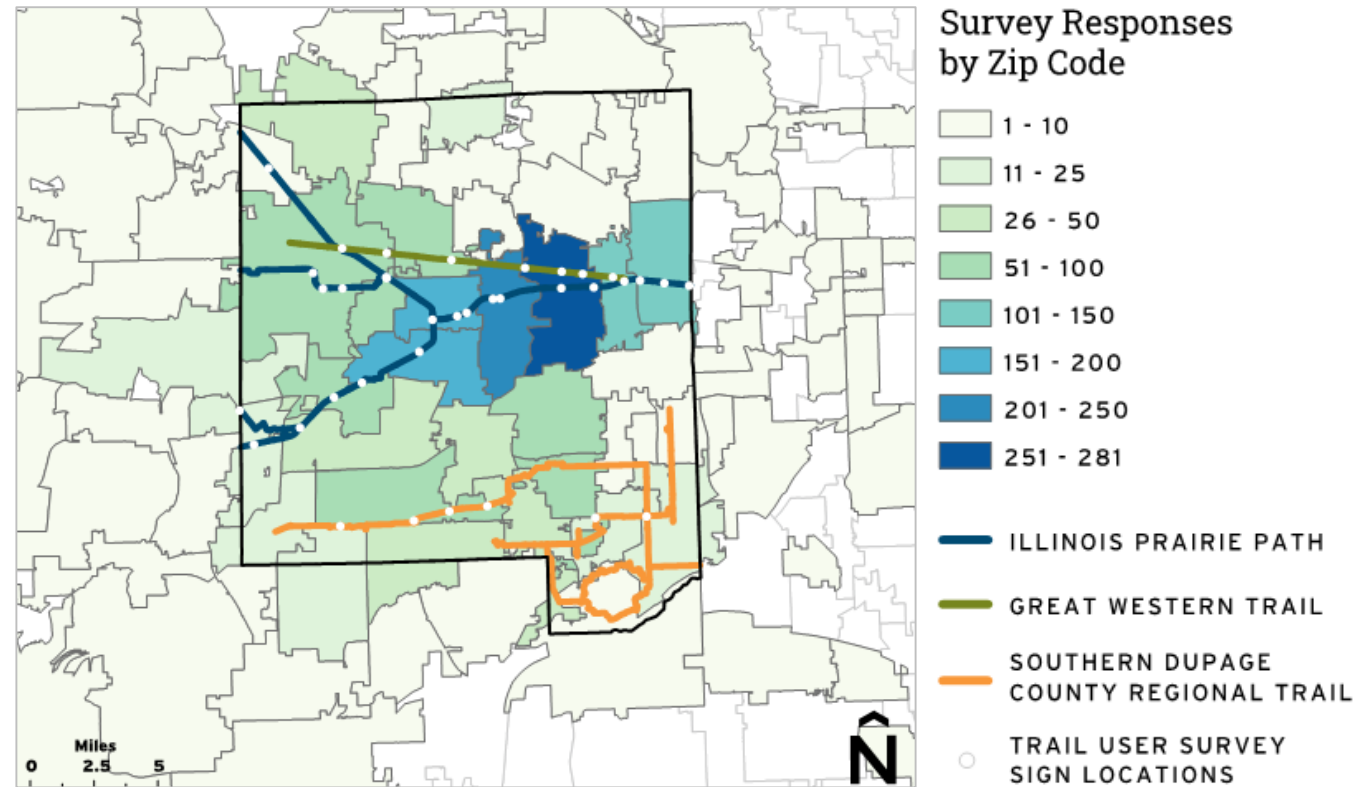 Survey Responses
by Zip Code
1 - 10
11 - 25
26 - 50
51 - 100
101 - 150
151 - 200
201 - 250
251 - 281
ILLINOIS PRAIRIE PATH
GREAT WESTERN TRAIL
SOUTHERN DUPAGE
COUNTY REGIONAL TRAIL
TRAIL USER SURVEY
SIGN LOCATIONS
Miles
0 2.5 5
N